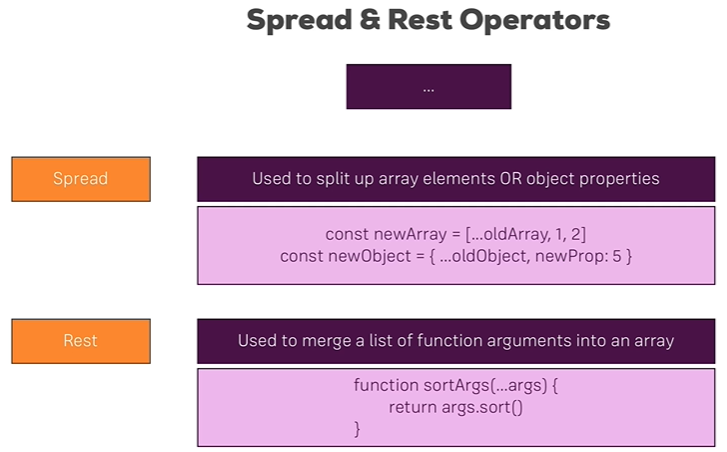 Spread & Rest Operators
...
Spread
Used to split up array elements OR object properties
const newArray = [...oldArray, 1, 2]
const newObject = { ...oldObject, newProp: 5 }
Rest
Used to merge a list of function arguments into an array
function sortArgs(...args) {
return args.sort()
}